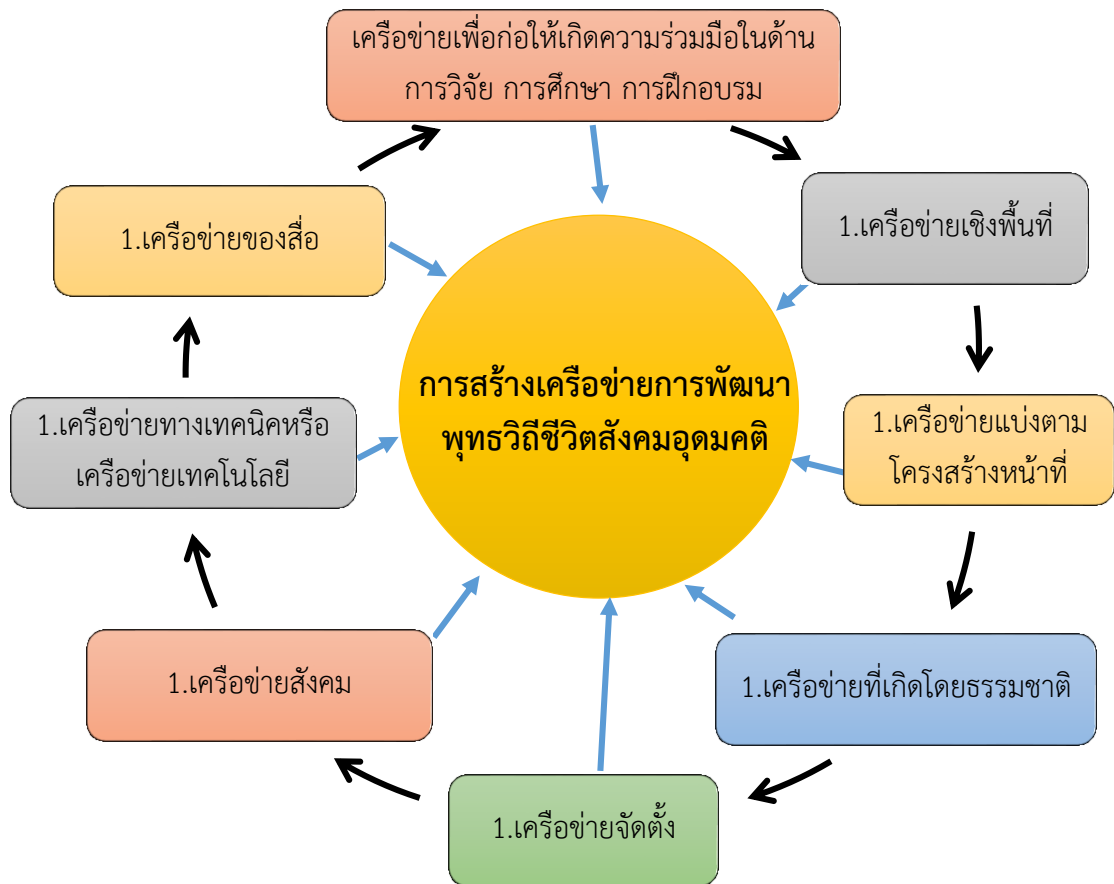 เครือข่ายเพื่อก่อให้เกิดความร่วมมือในด้าน
การวิจัย การศึกษา การฝึกอบรม
1.เครือข่ายเชิงพื้นที่
1.เครือข่ายแบ่งตาม
โครงสร้างหน้าที่
1.เครือข่ายที่เกิดโดยธรรมชาติ
1.เครือข่ายจัดตั้ง
1.เครือข่ายสังคม
1.เครือข่ายทางเทคนิคหรือ
เครือข่ายเทคโนโลยี
1.เครือข่ายของสื่อ
การสร้างเครือข่ายการพัฒนา
พุทธวิถีชีวิตสังคมอุดมคติ